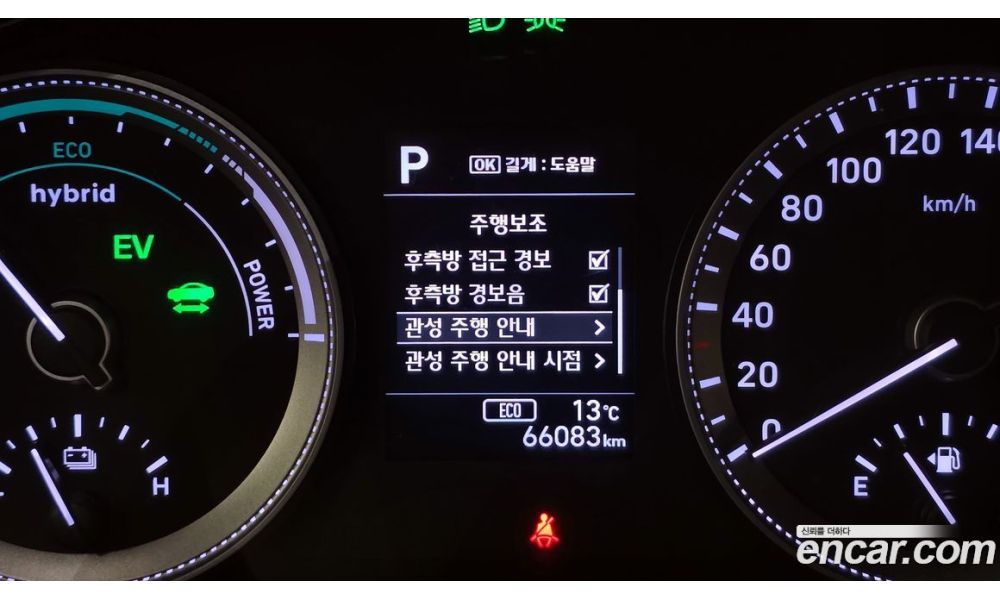 ECO
hybrid
EV
POWER
H
P
OK 길게 : 도움말
주행보조
후측방 접근 경보
후측방 경보음
관성 주행 안내 >
관성 주행 안내 시점 >
ECO 13℃
66083 km
0
20
40
60
80
100
120
140
km/h
E
신뢰를 더하다
encar.com